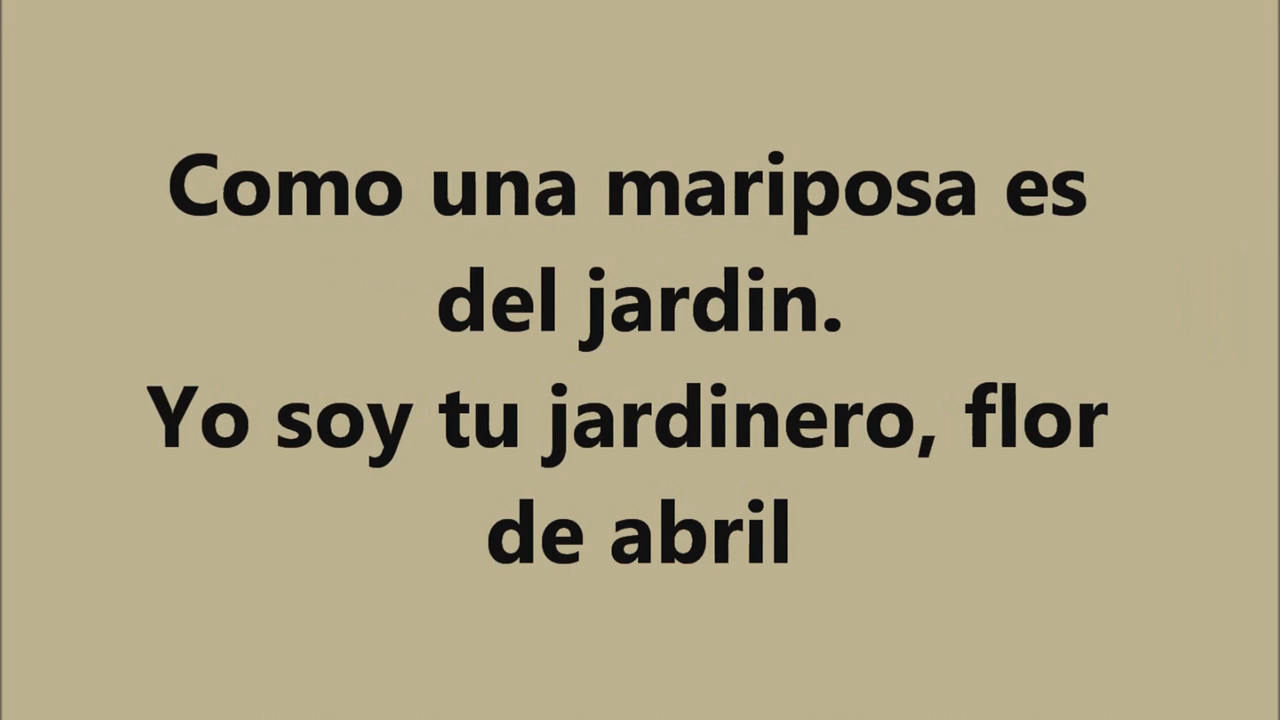 Como una mariposa es
del jardin.
Yo soy tu jardinero, flor
de abril